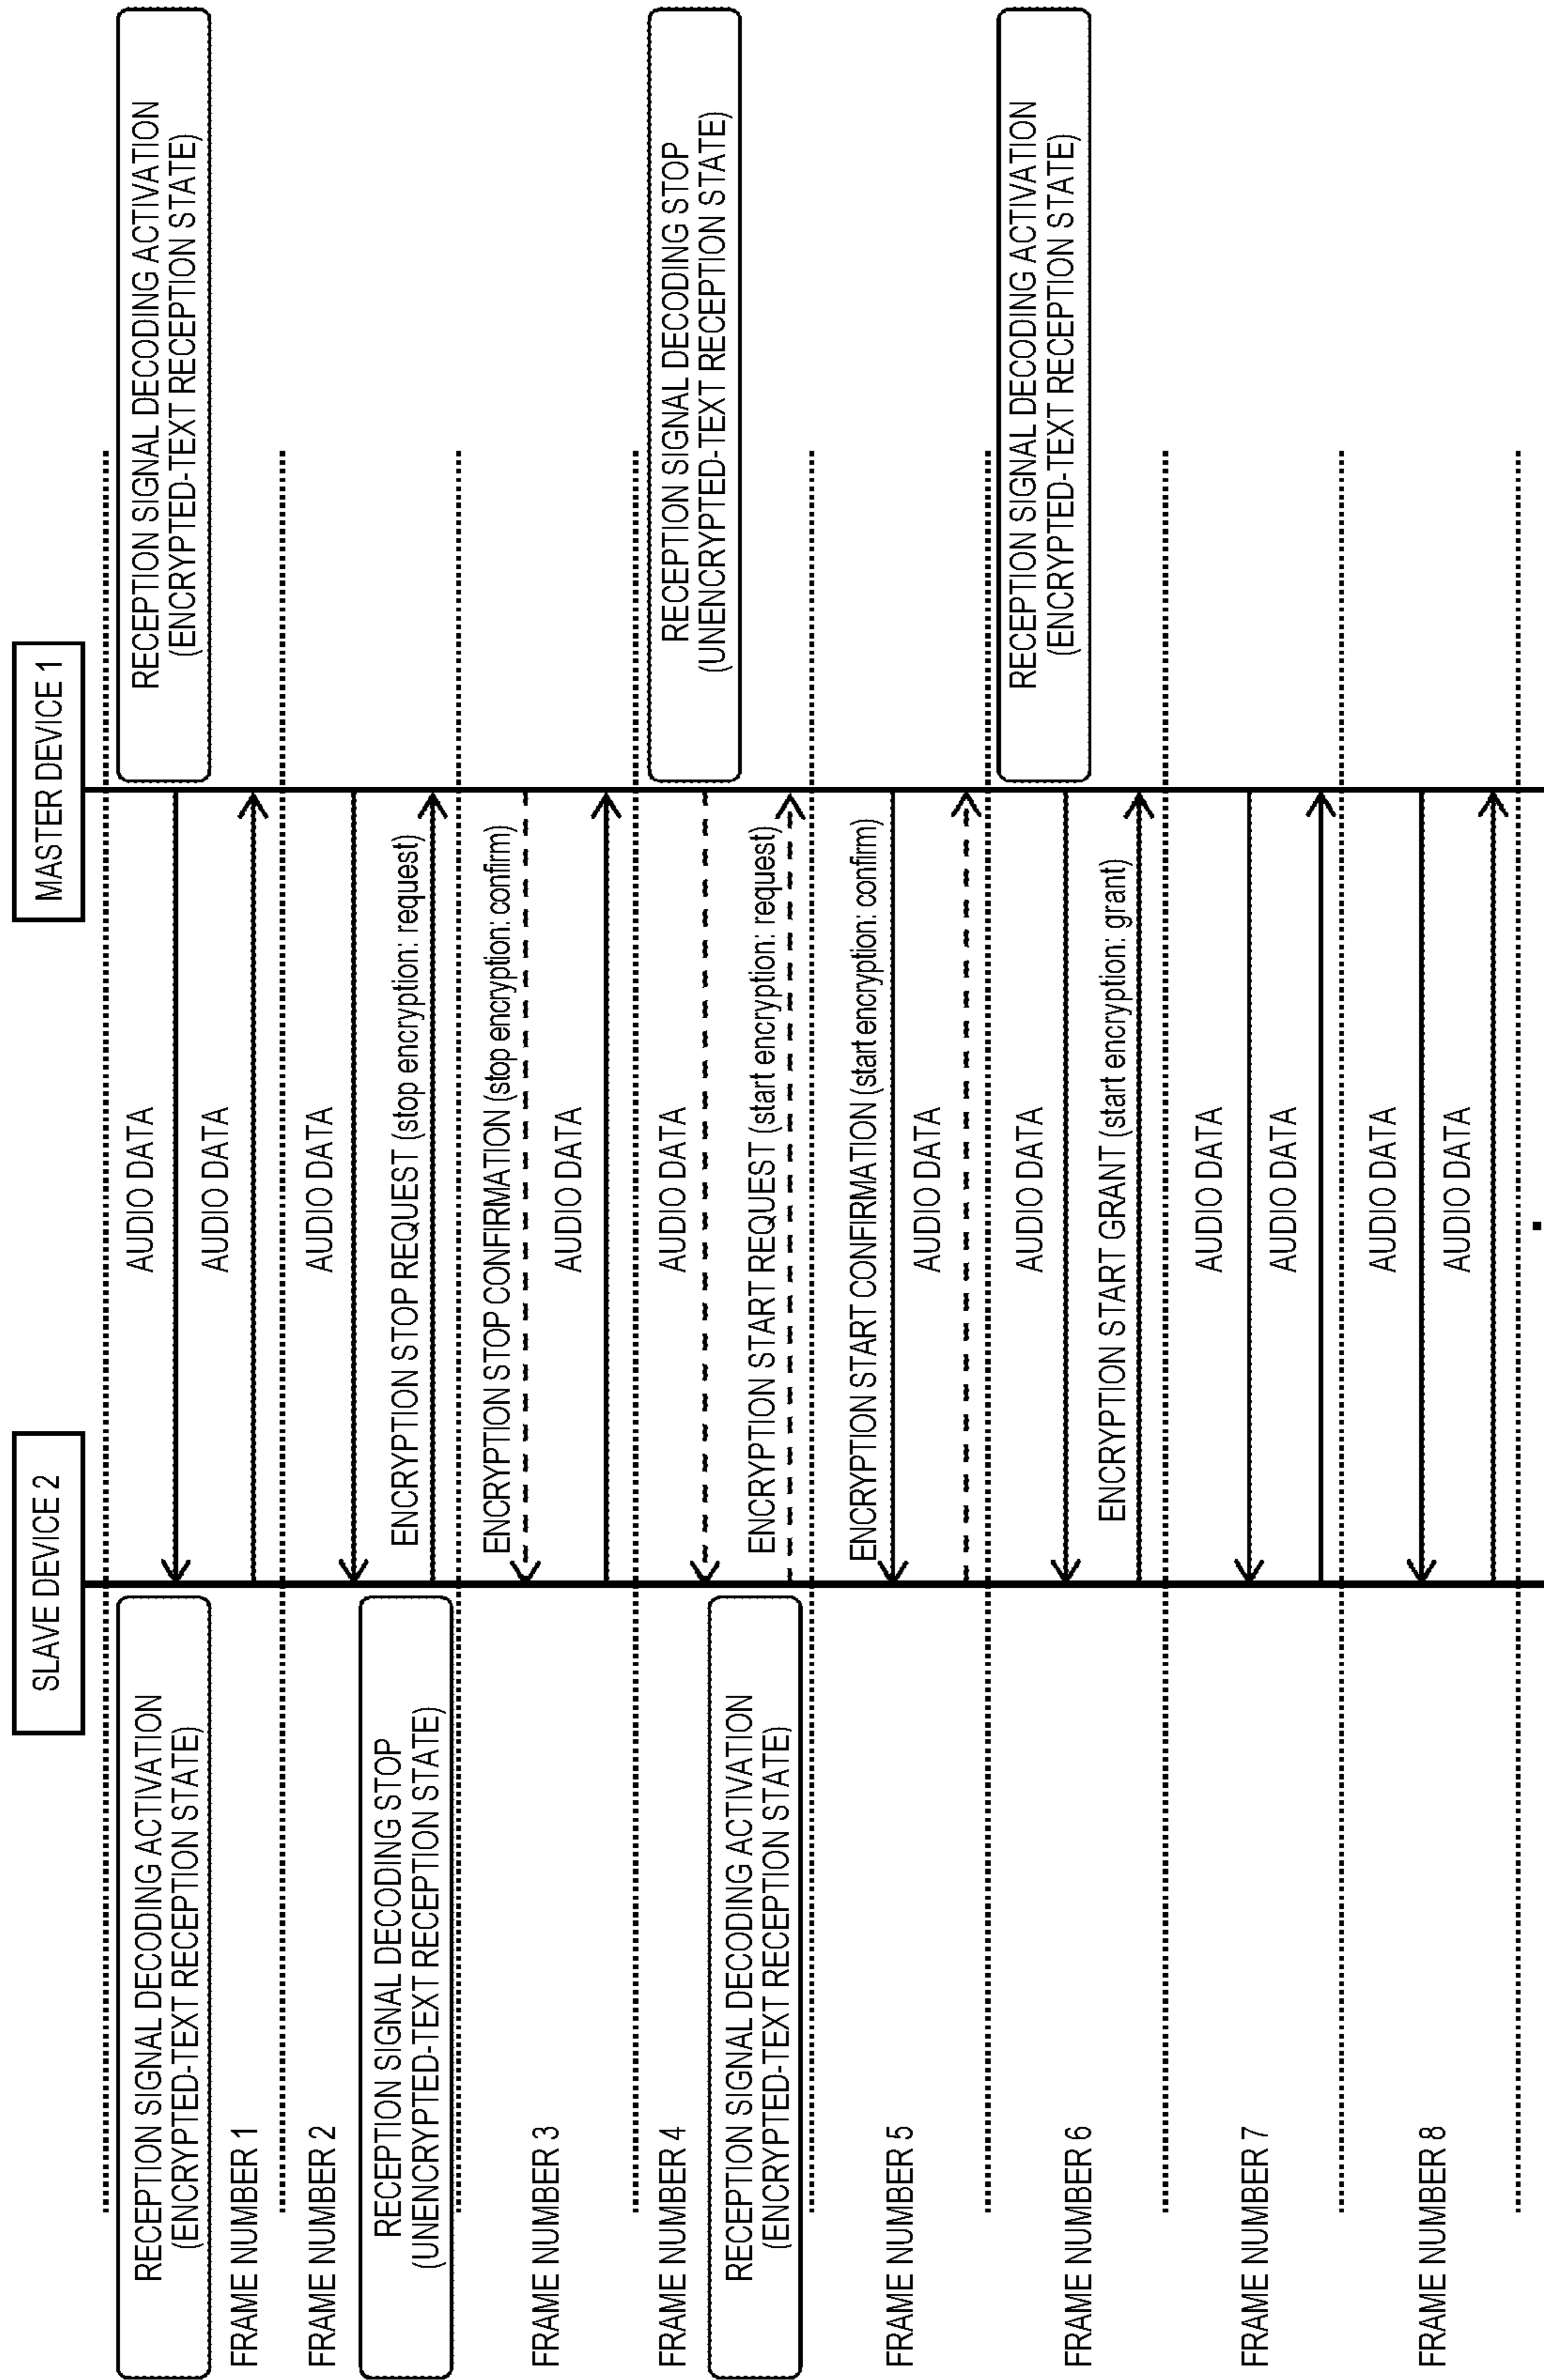 SLAVE DEVICE 2
MASTER DEVICE 1
RECEPTION SIGNAL DECODING ACTIVATION
(ENCRYPTED-TEXT RECEPTION STATE)
RECEPTION SIGNAL DECODING ACTIVATION
(ENCRYPTED-TEXT RECEPTION STATE)
AUDIO DATA
FRAME NUMBER 1
AUDIO DATA
FRAME NUMBER 2
AUDIO DATA
RECEPTION SIGNAL DECODING STOP
(UNENCRYPTED-TEXT RECEPTION STATE)
ENCRYPTION STOP REQUEST (stop encryption: request)
ENCRYPTION STOP CONFIRMATION (stop encryption: confirm)
FRAME NUMBER 3
AUDIO DATA
RECEPTION SIGNAL DECODING STOP
(UNENCRYPTED-TEXT RECEPTION STATE)
FRAME NUMBER 4
AUDIO DATA
RECEPTION SIGNAL DECODING ACTIVATION
(ENCRYPTED-TEXT RECEPTION STATE)
ENCRYPTION START REQUEST (start encryption: request)
ENCRYPTION START CONFIRMATION (start encryption: confirm)
FRAME NUMBER 5
AUDIO DATA
RECEPTION SIGNAL DECODING ACTIVATION
(ENCRYPTED-TEXT RECEPTION STATE)
AUDIO DATA
FRAME NUMBER 6
ENCRYPTION START GRANT (start encryption: grant)
AUDIO DATA
FRAME NUMBER 7
AUDIO DATA
AUDIO DATA
FRAME NUMBER 8
AUDIO DATA